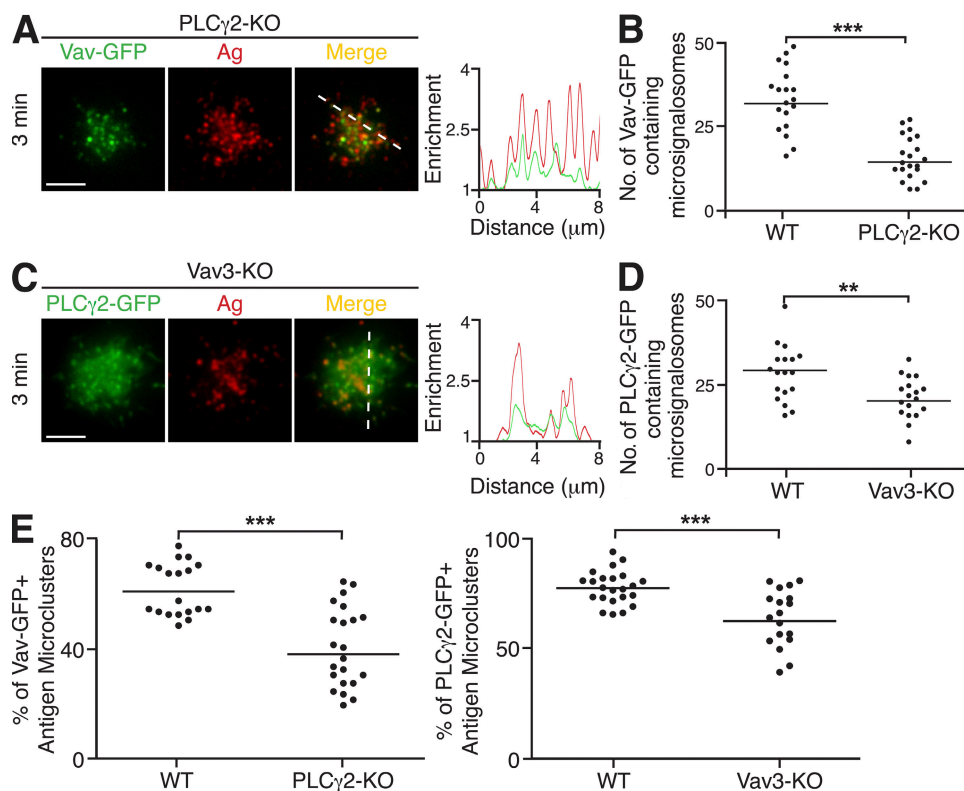 A
PLCγ2-KO
Vav-GFP Ag Merge
3 min
Enrichment
4
2.5
1
0 4 8
Distance (μm)
B
***
No. of Vav-GFP
containing
microsignalosomes
50
25
0
WT PLCγ2-KO
C
Vav3-KO
PLCγ2-GFP Ag Merge
3 min
Enrichment
4
2.5
1
0 4 8
Distance (μm)
D
**
No. of PLCγ2-GFP
containing
microsignalosomes
50
25
0
WT Vav3-KO
E
***
% of Vav-GFP+
Antigen Microclusters
80
40
0
WT PLCγ2-KO
***
% of PLCγ2-GFP+
Antigen Microclusters
100
50
0
WT Vav3-KO